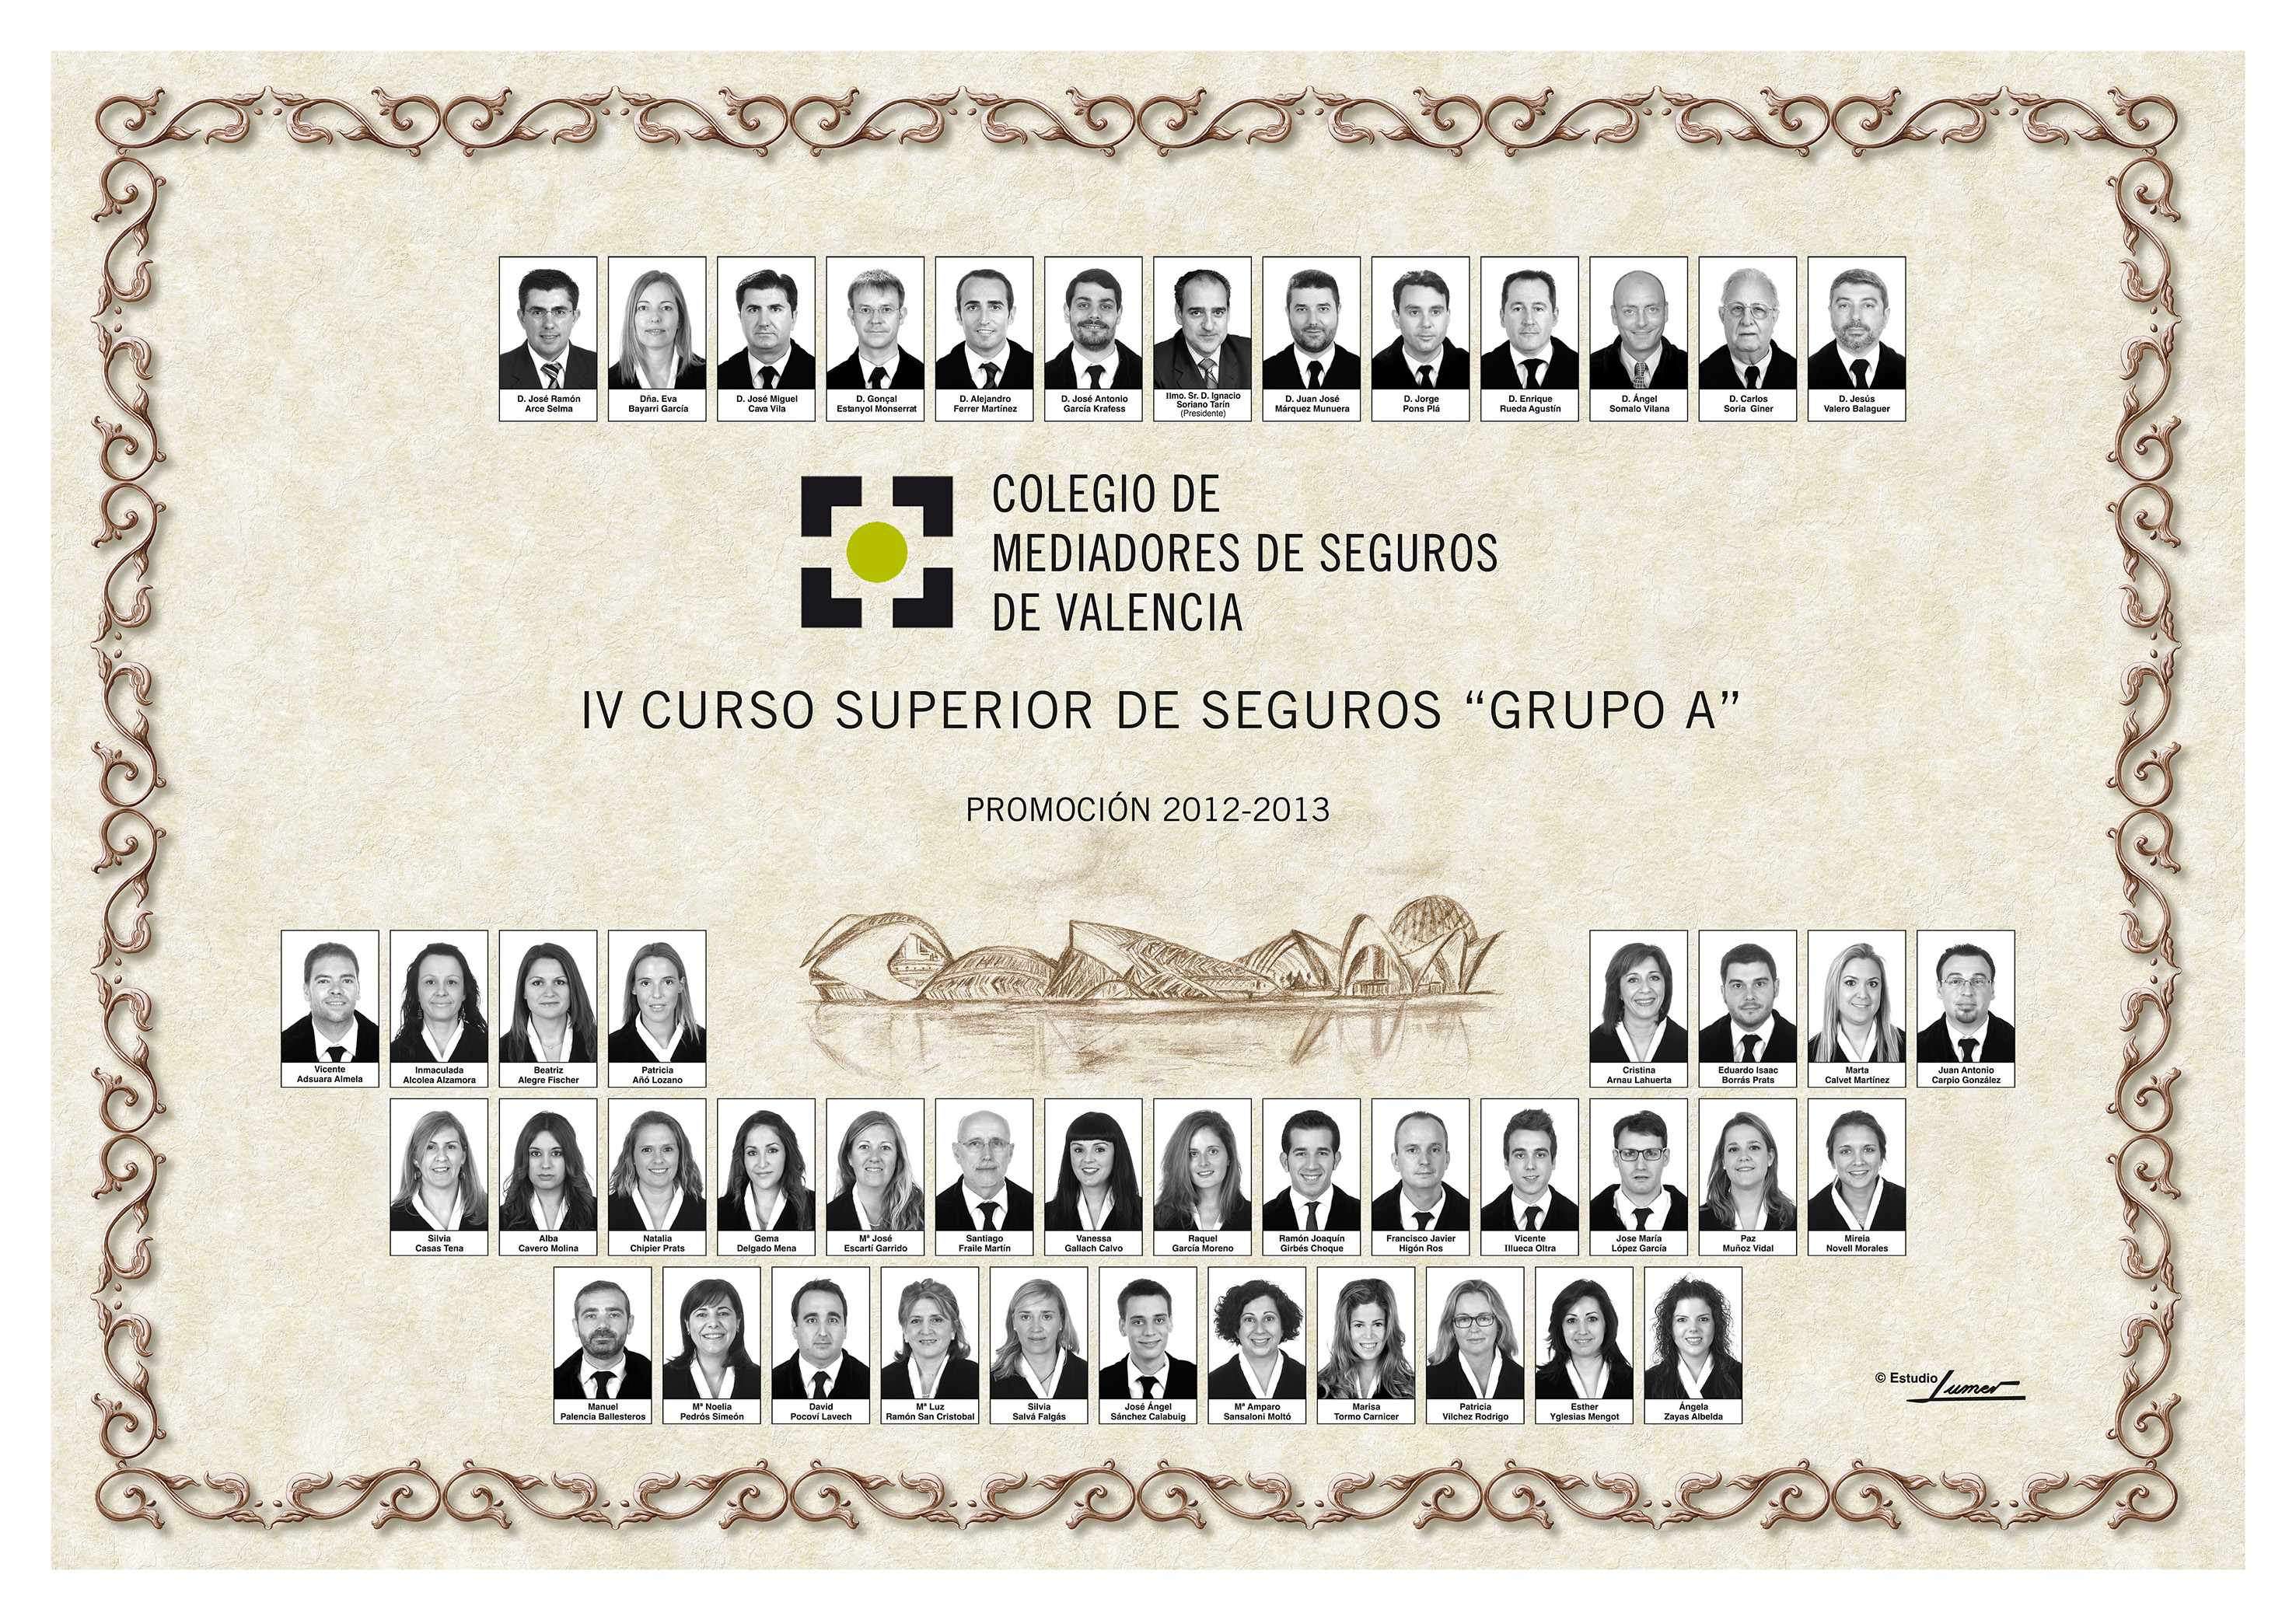 D. José Ramón
Arce Selma
Dña. Eva
Bayarri García
D. José Miguel
Cava Vila
D. Gonçal
Estanyol Monserrat
D. Alejandro
Ferrer Martínez
D. José Antonio
García Krafess
Ilmo. Sr. D. Ignacio
Soriano Tarín
(Presidente)
D. Juan José
Márquez Munuera
D. Jorge
Pons Plá
D. Enrique
Rueda Agustín
D. Ángel
Somalo Vilana
D. Carlos
Soria Giner
D. Jesús
Valero Balaguer
COLEGIO DE
MEDIADORES DE SEGUROS
DE VALENCIA
IV CURSO SUPERIOR DE SEGUROS “GRUPO A”
PROMOCIÓN 2012-2013
Vicente
Adsuara Almela
Inmaculada
Alcolea Alzamora
Beatriz
Alegre Fischer
Patricia
Añó Lozano
Cristina
Arnau Lahuerta
Eduardo Isaac
Borrás Prats
Marta
Calvet Martínez
Juan Antonio
Carpio González
Silvia
Casas Tena
Alba
Cavero Molina
Natalia
Chipier Prats
Gema
Delgado Mena
Mª José
Escartí Garrido
Santiago
Fraile Martín
Vanessa
Gallach Calvo
Raquel
García Moreno
Ramón Joaquín
Girbés Choque
Francisco Javier
Higón Ros
Vicente
Illueca Oltra
Jose María
López García
Paz
Muñoz Vidal
Mireia
Novell Morales
Manuel
Palencia Ballesteros
Mª Noelia
Pedrós Simeón
David
Pocoví Lavech
Mª Luz
Ramón San Cristobal
Silvia
Salvá Falgás
José Ángel
Sánchez Calabuig
Mª Amparo
Sansaloni Moltó
Marisa
Tormo Carnicer
Patricia
Vilchez Rodrigo
Esther
Yglesias Mengot
Ángela
Zayas Albelda
© Estudio Lumer